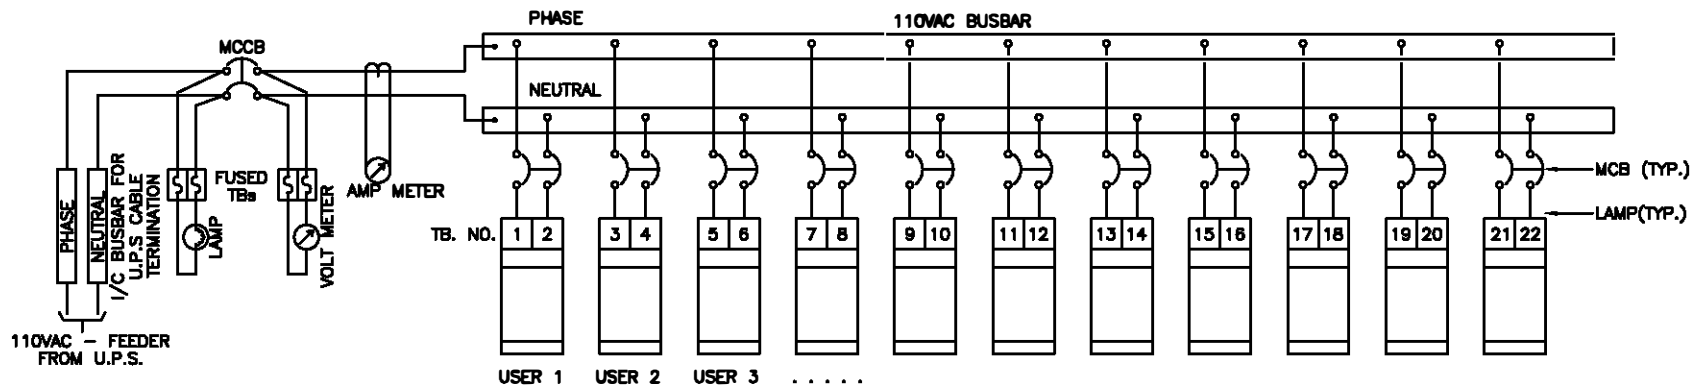 PHASE
110VAC BUSBAR
MCCB
NEUTRAL
PHASE
NEUTRAL
I/C BUSBAR FOR
U.P.S CABLE
TERMINATION
FUSED
TBs
LAMP
VOLT METER
AMP METER
MCB (TYP.)
LAMP(TYP.)
TB. NO. 1 2 3 4 5 6 7 8 9 10 11 12 13 14 15 16 17 18 19 20 21 22
110VAC - FEEDER
FROM U.P.S.
USER 1 USER 2 USER 3 . . . . .